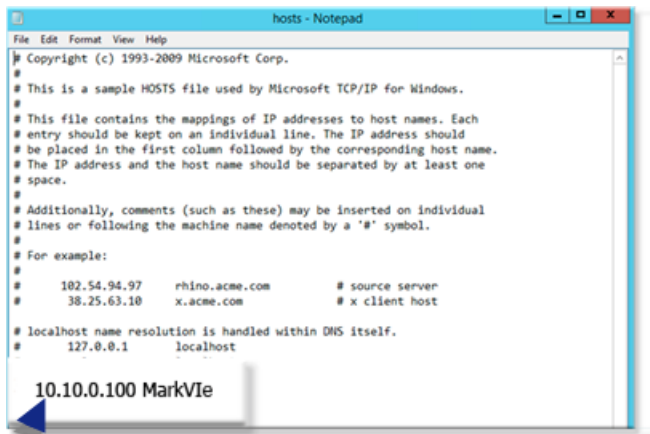 hosts - Notepad
File Edit Format View Help
# Copyright (c) 1993-2009 Microsoft Corp.
#
# This is a sample HOSTS file used by Microsoft TCP/IP for Windows.
#
# This file contains the mappings of IP addresses to host names. Each
# entry should be kept on an individual line. The IP address should
# be placed in the first column followed by the corresponding host name.
# The IP address and the host name should be separated by at least one
# space.
#
# Additionally, comments (such as these) may be inserted on individual
# lines or following the machine name denoted by a '#' symbol.
#
# For example:
#
#      102.54.94.97     rhino.acme.com          # source server
#       38.25.63.10     x.acme.com              # x client host

# localhost name resolution is handled within DNS itself.
#       127.0.0.1       localhost
10.10.0.100 MarkVIe